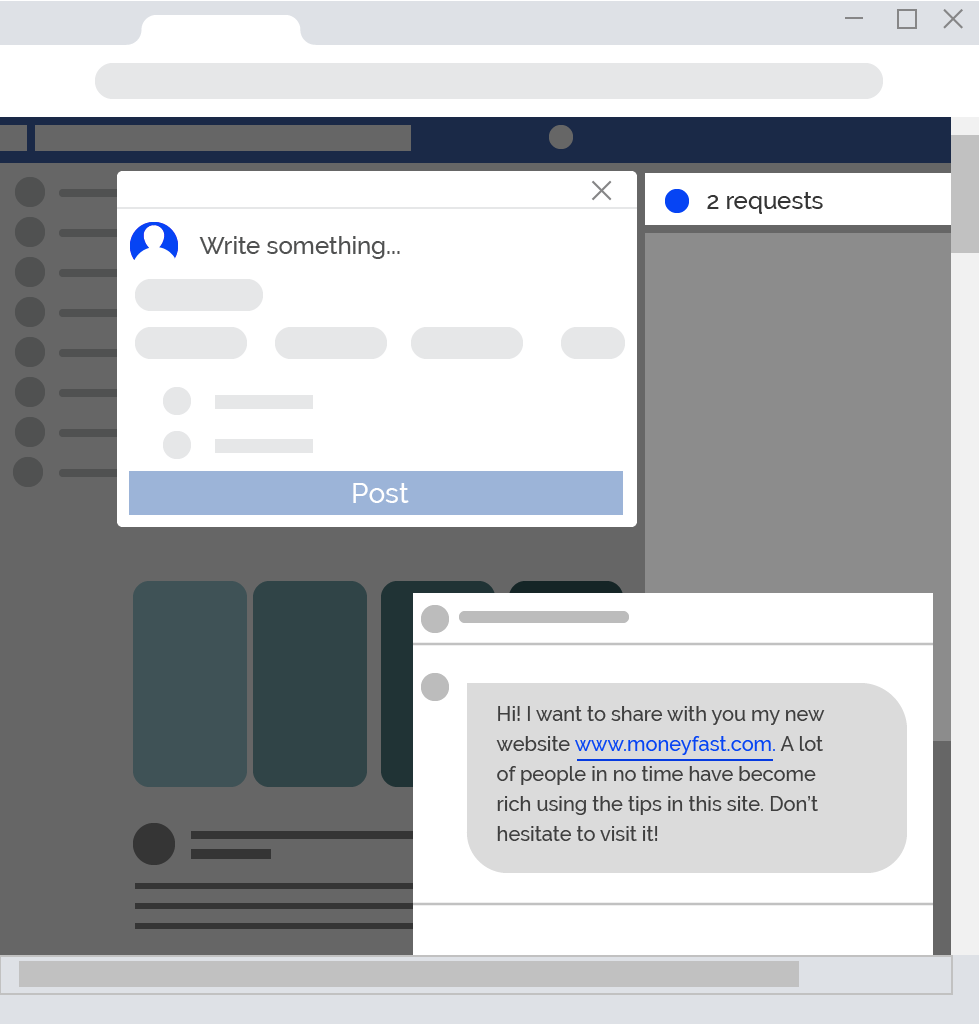 2 requests
Write something...
Post
Hi! I want to share with you my new
website www.moneyfast.com. A lot
of people in no time have become
rich using the tips in this site. Don't
hesitate to visit it!